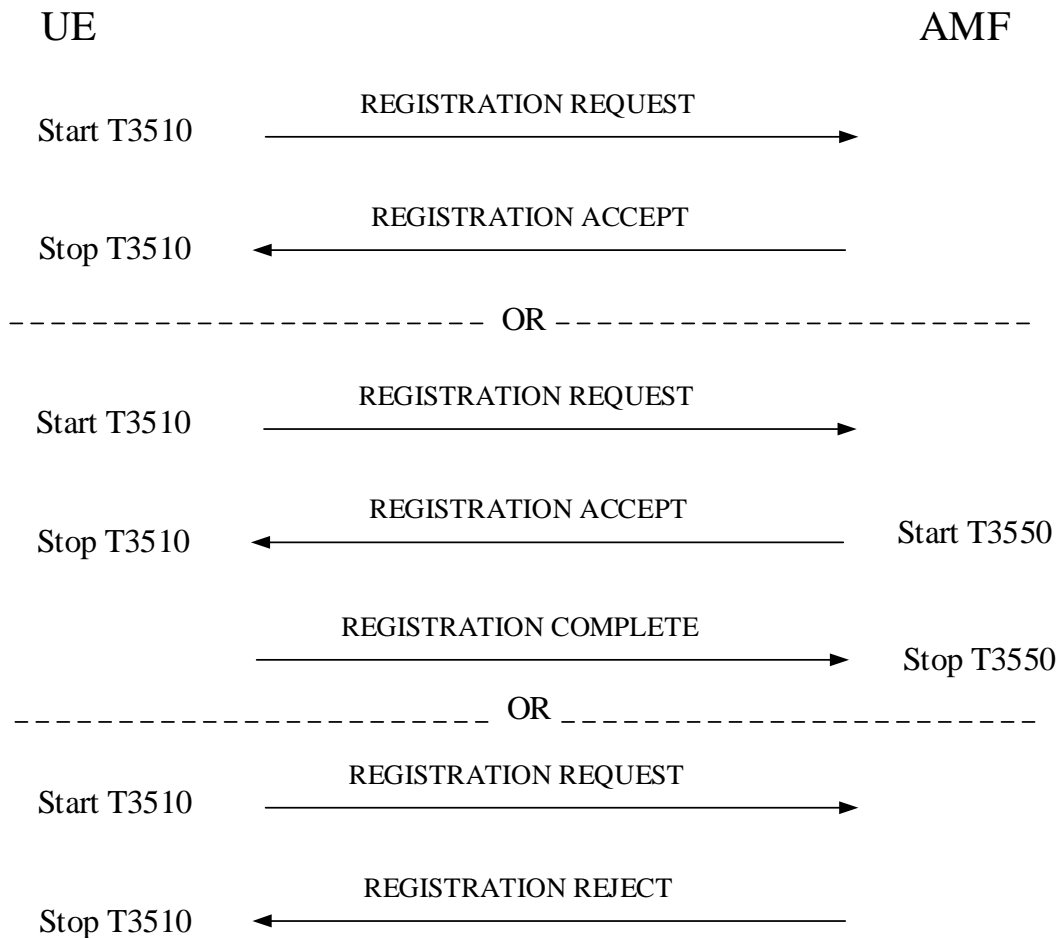 UE AMF
REGISTRATION REQUEST
Start T3510
REGISTRATION ACCEPT
Stop T3510
OR
REGISTRATION REQUEST
Start T3510
REGISTRATION ACCEPT
Stop T3510 Start T3550
REGISTRATION COMPLETE
Stop T3550
OR
REGISTRATION REQUEST
Start T3510
REGISTRATION REJECT
Stop T3510